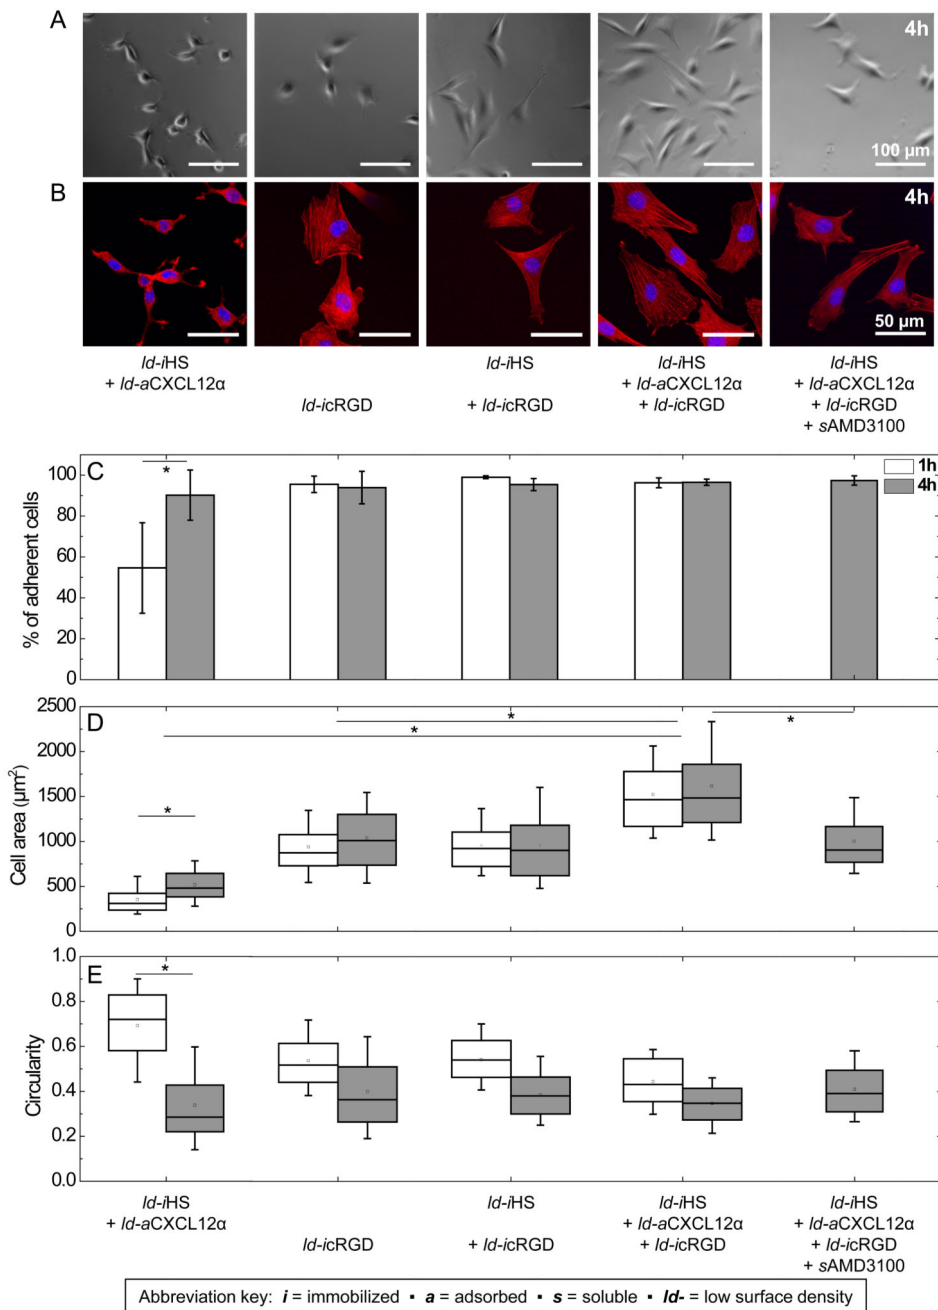 A
4h
100 µm
B
4h
50 µm
ld-iHS
+ ld-aCXCL12α
ld-icRGD
ld-iHS
+ ld-icRGD
ld-iHS
+ ld-aCXCL12α
+ ld-icRGD
ld-iHS
+ ld-aCXCL12α
+ ld-icRGD
+ sAMD3100
C
% of adherent cells
100
80
60
40
20
0
*
1h
4h
D
Cell area (µm²)
2500
2000
1500
1000
500
0
*
*
*
*
E
Circularity
1.0
0.8
0.6
0.4
0.2
0.0
*
ld-iHS
+ ld-aCXCL12α
ld-icRGD
ld-iHS
+ ld-icRGD
ld-iHS
+ ld-aCXCL12α
+ ld-icRGD
ld-iHS
+ ld-aCXCL12α
+ ld-icRGD
+ sAMD3100
Abbreviation key: i = immobilized ▪ a = adsorbed ▪ s = soluble ▪ ld- = low surface density